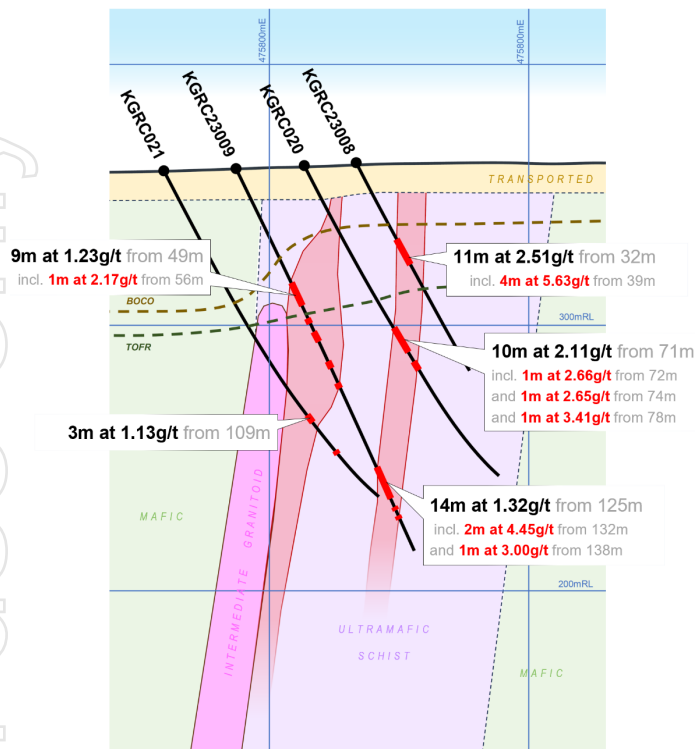 475800mE
475800mE
KGRC021
KGRC23009
KGRC020
KGRC23008
TRANSPORTED
9m at 1.23g/t from 49m
incl. 1m at 2.17g/t from 56m
11m at 2.51g/t from 32m
incl. 4m at 5.63g/t from 39m
BOCO
TOFR
300mRL
10m at 2.11g/t from 71m
incl. 1m at 2.66g/t from 72m
and 1m at 2.65g/t from 74m
and 1m at 3.41g/t from 78m
3m at 1.13g/t from 109m
14m at 1.32g/t from 125m
incl. 2m at 4.45g/t from 132m
and 1m at 3.00g/t from 138m
MAFIC
INTERMEDIATE GRANITOID
200mRL
ULTRAMAFIC
SCHIST
MAFIC